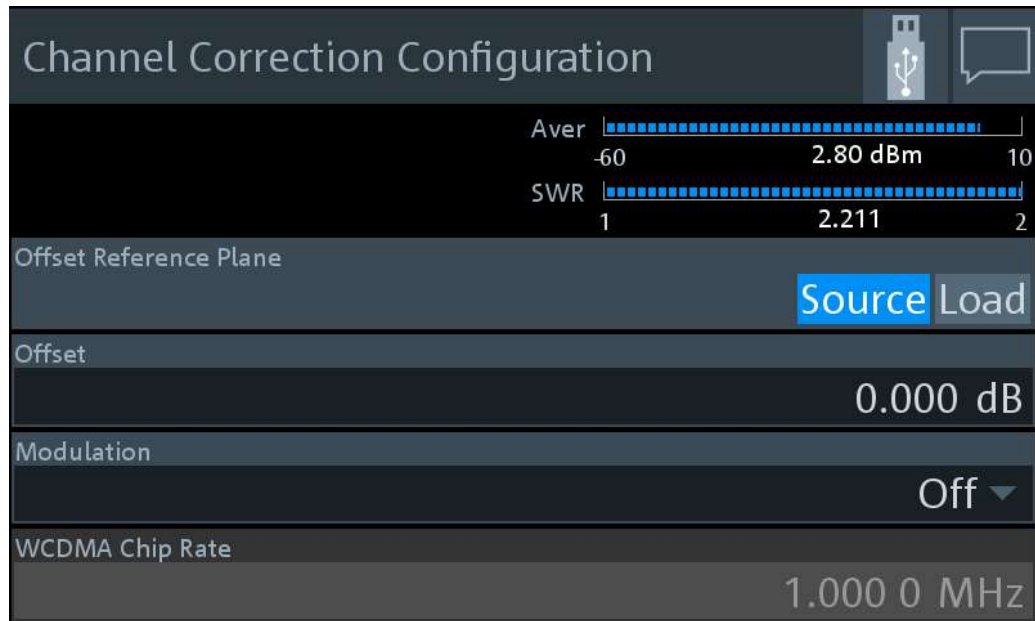 Channel Correction Configuration
Aver
-60 2.80 dBm 10
SWR
1 2.211 2
Offset Reference Plane
Source Load
Offset
0.000 dB
Modulation
Off
WCDMA Chip Rate
1.000 0 MHz